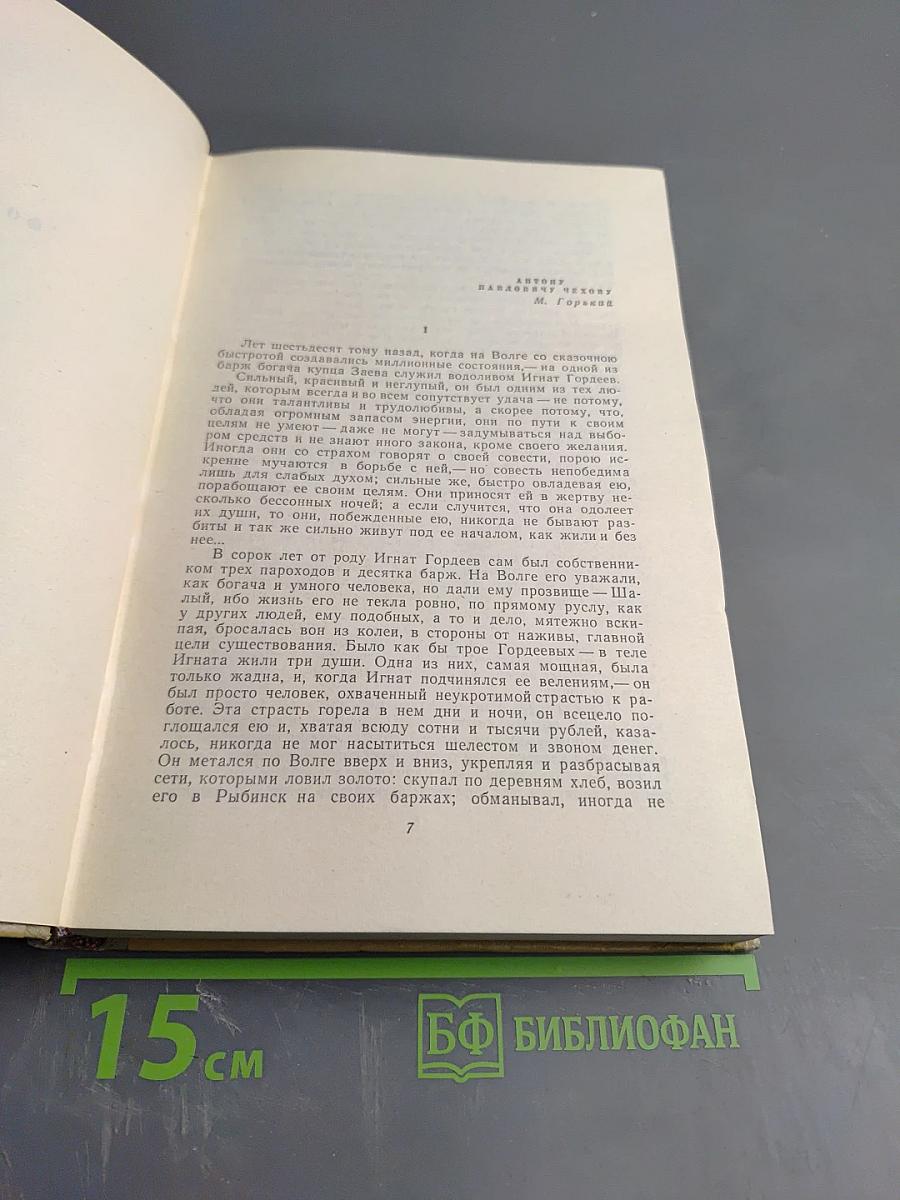 АНТОНУ
ПАВЛОВИЧУ ЧЕХОВУ
М. Горький
I
Лет шестьдесят тому назад, когда на Волге со сказочною
быстротой создавались миллионные состояния,— на одной из
барж богача купца Заева служил водоливом Игнат Гордеев.
Сильный, красивый и неглупый, он был одним из тех лю-
дей, которым всегда и во всем сопутствует удача — не потому,
что они талантливы и трудолюбивы, а скорее потому, что,
обладая огромным запасом энергии, они по пути к своим
целям не умеют — даже не могут — задумываться над выбо-
ром средств и не знают иного закона, кроме своего желания.
Иногда они со страхом говорят о своей совести, порою ис-
кренне мучаются в борьбе с ней,— но совесть непобедима
лишь для слабых духом; сильные же, быстро овладевая ею,
порабощают ее своим целям. Они приносят ей в жертву не-
сколько бессонных ночей; а если случится, что она одолеет
их души, то они, побежденные ею, никогда не бывают раз-
биты и так же сильно живут под ее началом, как жили и без
нее...
В сорок лет от роду Игнат Гордеев сам был собственни-
ком трех пароходов и десятка барж. На Волге его уважали,
как богача и умного человека, но дали ему прозвище — Ша-
лый, ибо жизнь его не текла ровно, по прямому руслу, как
у других людей, ему подобных, а то и дело, мятежно вски-
пая, бросалась вон из колеи, в стороны от наживы, главной
цели существования. Было как бы трое Гордеевых — в теле
Игната жили три души. Одна из них, самая мощная, была
только жадна, и, когда Игнат подчинялся ее велениям,— он
был просто человек, охваченный неукротимой страстью к ра-
боте. Эта страсть горела в нем дни и ночи, он всецело по-
глощался ею и, хватая всюду сотни и тысячи рублей, каза-
лось, никогда не мог насытиться шелестом и звоном денег.
Он метался по Волге вверх и вниз, укрепляя и разбрасывая
сети, которыми ловил золото: скупал по деревням хлеб, возил
его в Рыбинск на своих баржах; обманывал, иногда не
7
15 см
БФ БИБЛИОФАН